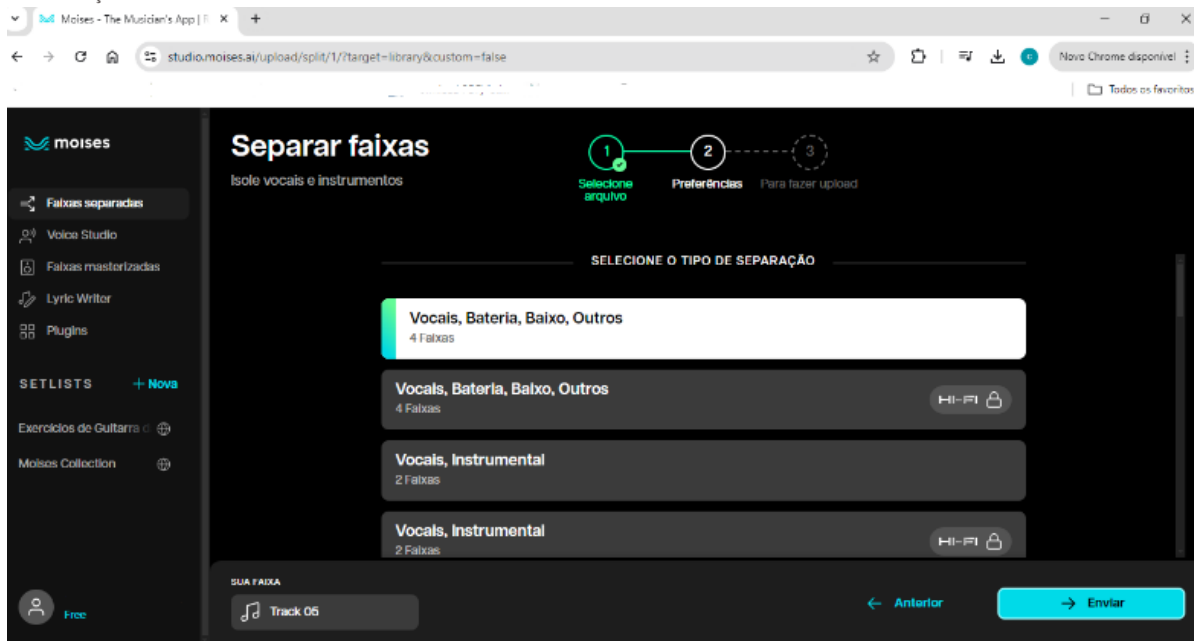 Moises - The Musician's App |
studio.moises.ai/upload/split/1/?target=library&custom=false
Novo Chrome disponível
Todos os favoritos
moises
Faixas separadas
Voice Studio
Faixas masterizadas
Lyric Writer
Plugins
SETLISTS
+ Nova
Exercicios de Guitarra
Moises Collection
Free
Separar faixas
Isole vocais e instrumentos
1
Selecione
arquivo
2
Preferências
3
Para fazer upload
SELECIONE O TIPO DE SEPARAÇÃO
Vocais, Bateria, Baixo, Outros
4 Faixas
Vocais, Bateria, Baixo, Outros
4 Faixas
HI-FI
Vocais, Instrumental
2 Faixas
Vocais, Instrumental
2 Faixas
HI-FI
SUA FAIXA
Track 05
← Anterior
→ Enviar